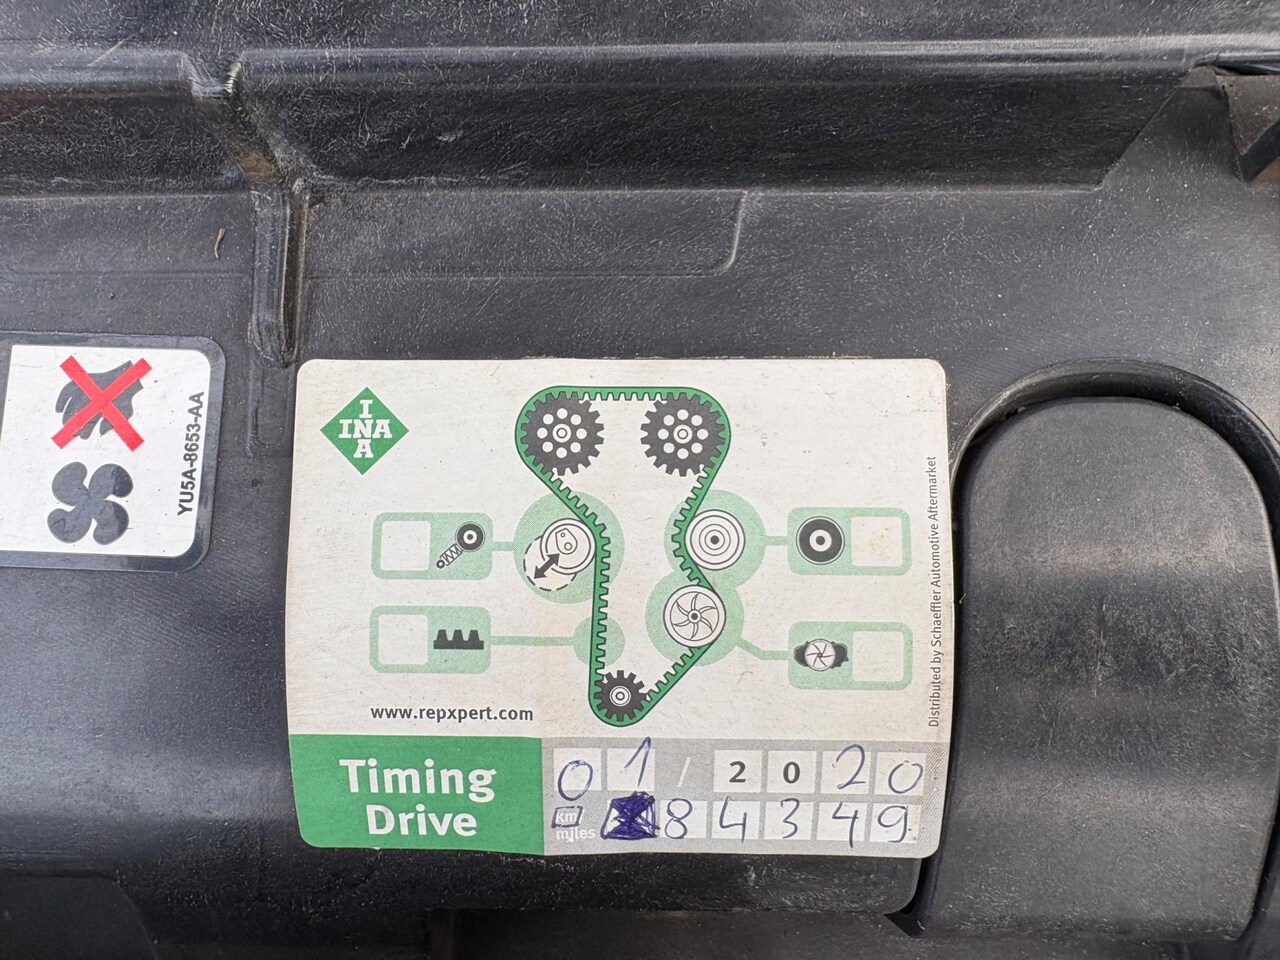 INA
INA
YU5A-8653-AA
Distributed by Schaeffler Automotive Aftermarket
www.repxpert.com
Timing
Drive
01 / 2020
km
miles
84349